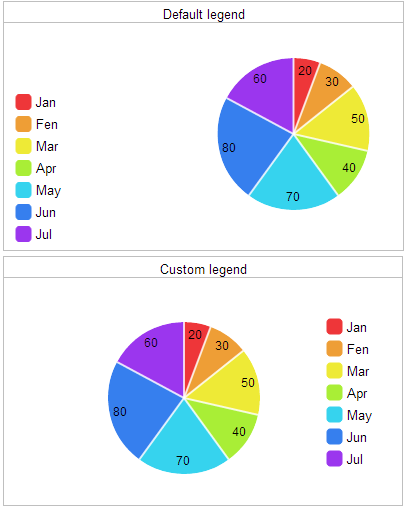 Default legend
20
30
50
40
70
80
60
Jan
Fen
Mar
Apr
May
Jun
Jul
Custom legend
20
30
50
40
70
80
60
Jan
Fen
Mar
Apr
May
Jun
Jul